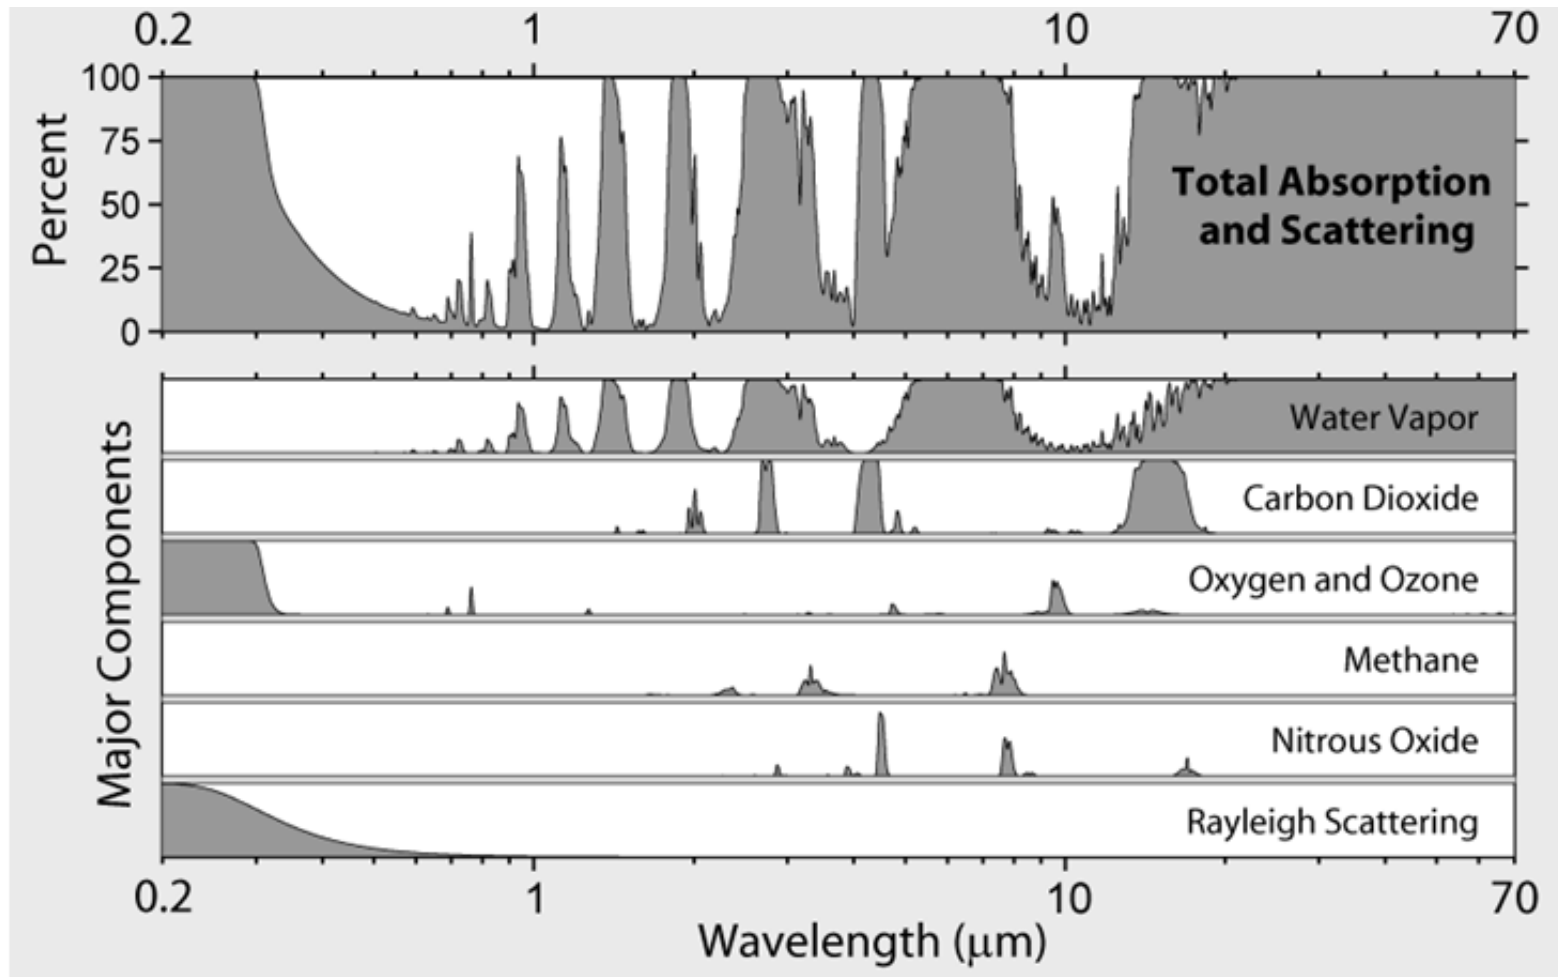 0.2 1 10 70
100
75
50
25
0
Percent
Total Absorption
and Scattering
Major Components
Water Vapor
Carbon Dioxide
Oxygen and Ozone
Methane
Nitrous Oxide
Rayleigh Scattering
0.2 1 10 70
Wavelength (μm)